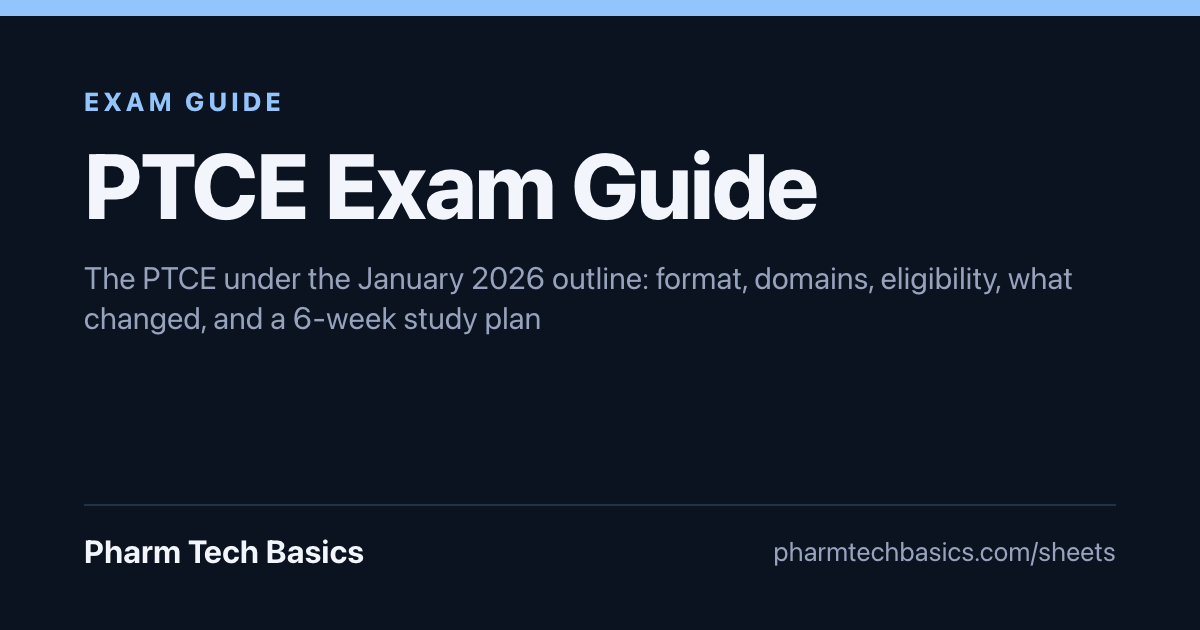 EXAM GUIDE
PTCE Exam Guide
The PTCE under the January 2026 outline: format, domains, eligibility, what
changed, and a 6-week study plan
Pharm Tech Basics
pharmtechbasics.com/sheets